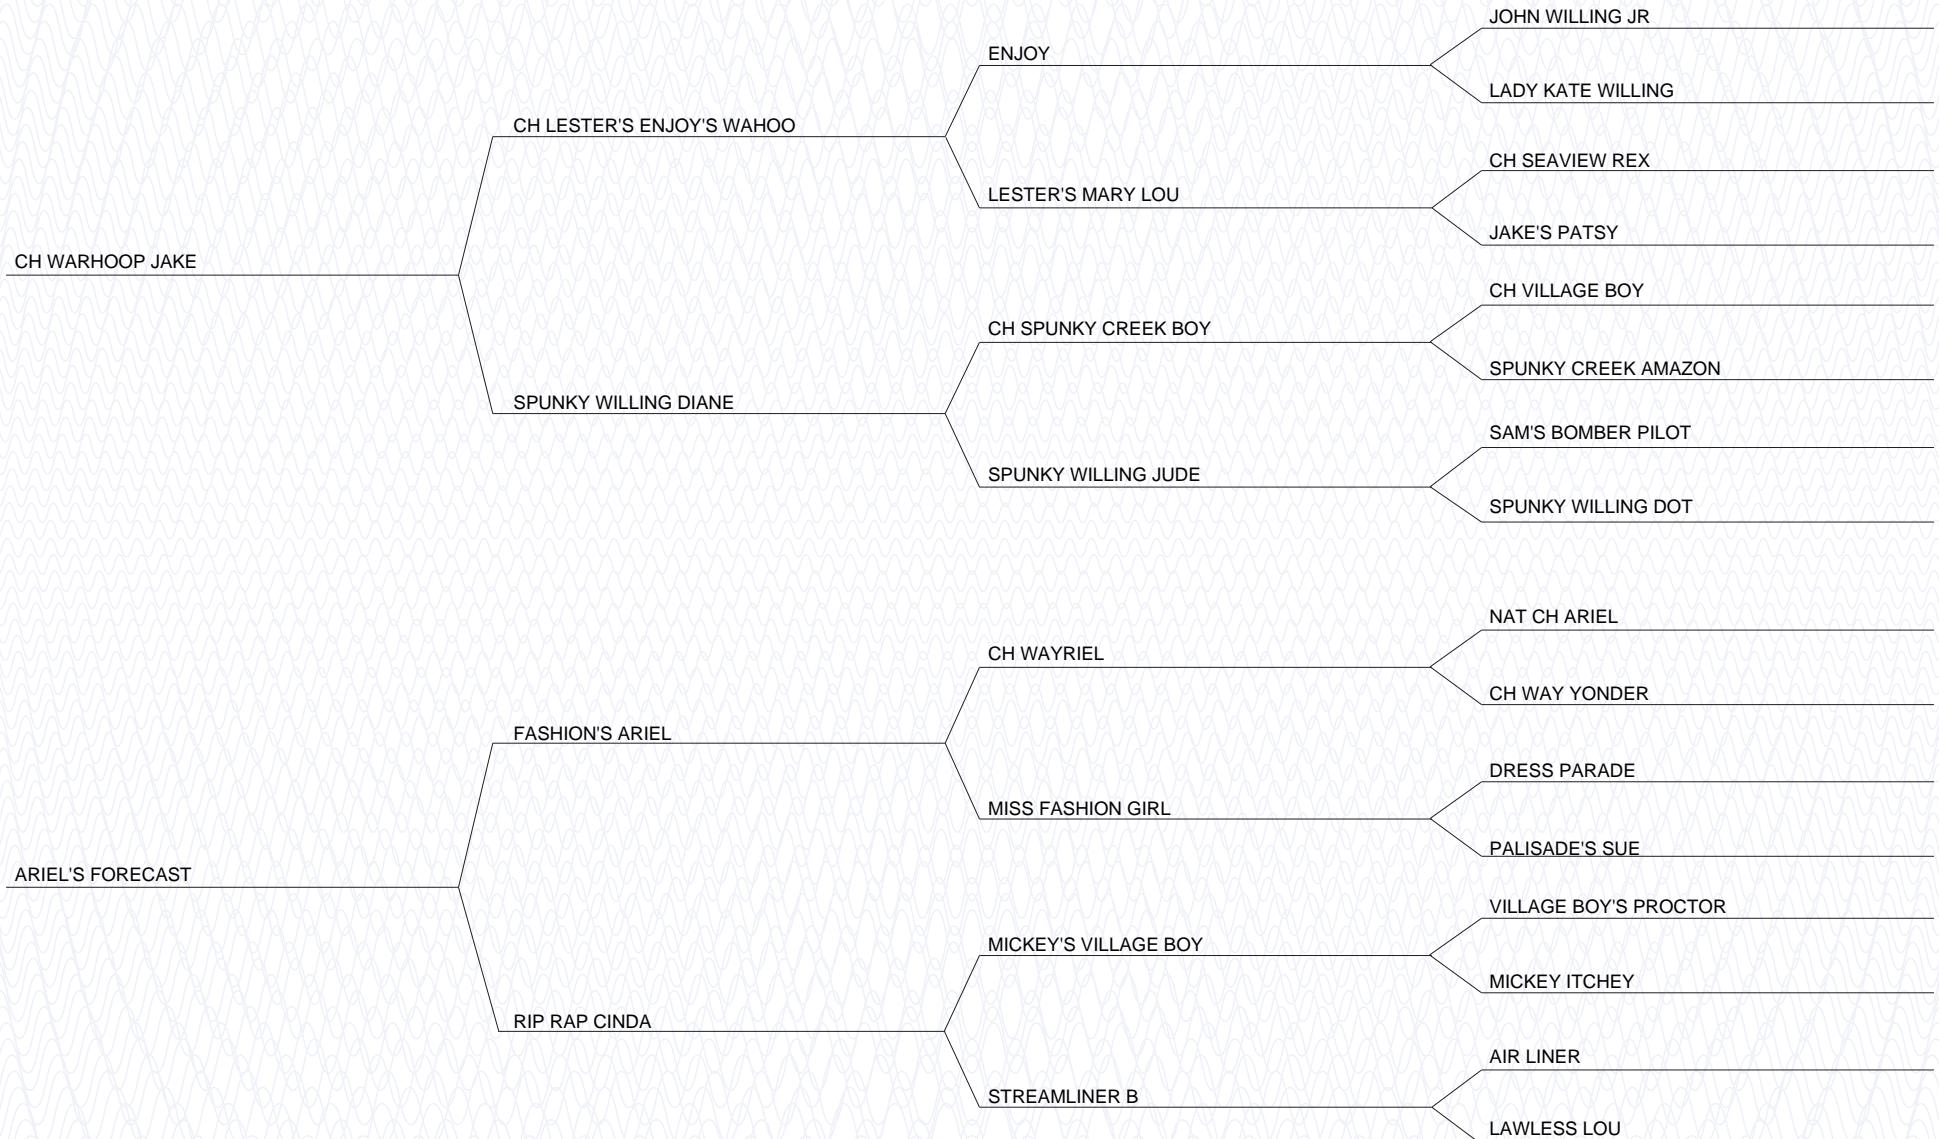 JOHN WILLING JR
ENJOY
LADY KATE WILLING
CH LESTER'S ENJOY'S WAHOO
CH SEAVIEW REX
LESTER'S MARY LOU
JAKE'S PATSY
CH WARHOOP JAKE
CH VILLAGE BOY
CH SPUNKY CREEK BOY
SPUNKY CREEK AMAZON
SPUNKY WILLING DIANE
SAM'S BOMBER PILOT
SPUNKY WILLING JUDE
SPUNKY WILLING DOT
NAT CH ARIEL
CH WAYRIEL
CH WAY YONDER
FASHION'S ARIEL
DRESS PARADE
MISS FASHION GIRL
PALISADE'S SUE
ARIEL'S FORECAST
VILLAGE BOY'S PROCTOR
MICKEY'S VILLAGE BOY
MICKEY ITCHEY
RIP RAP CINDA
AIR LINER
STREAMLINER B
LAWLESS LOU